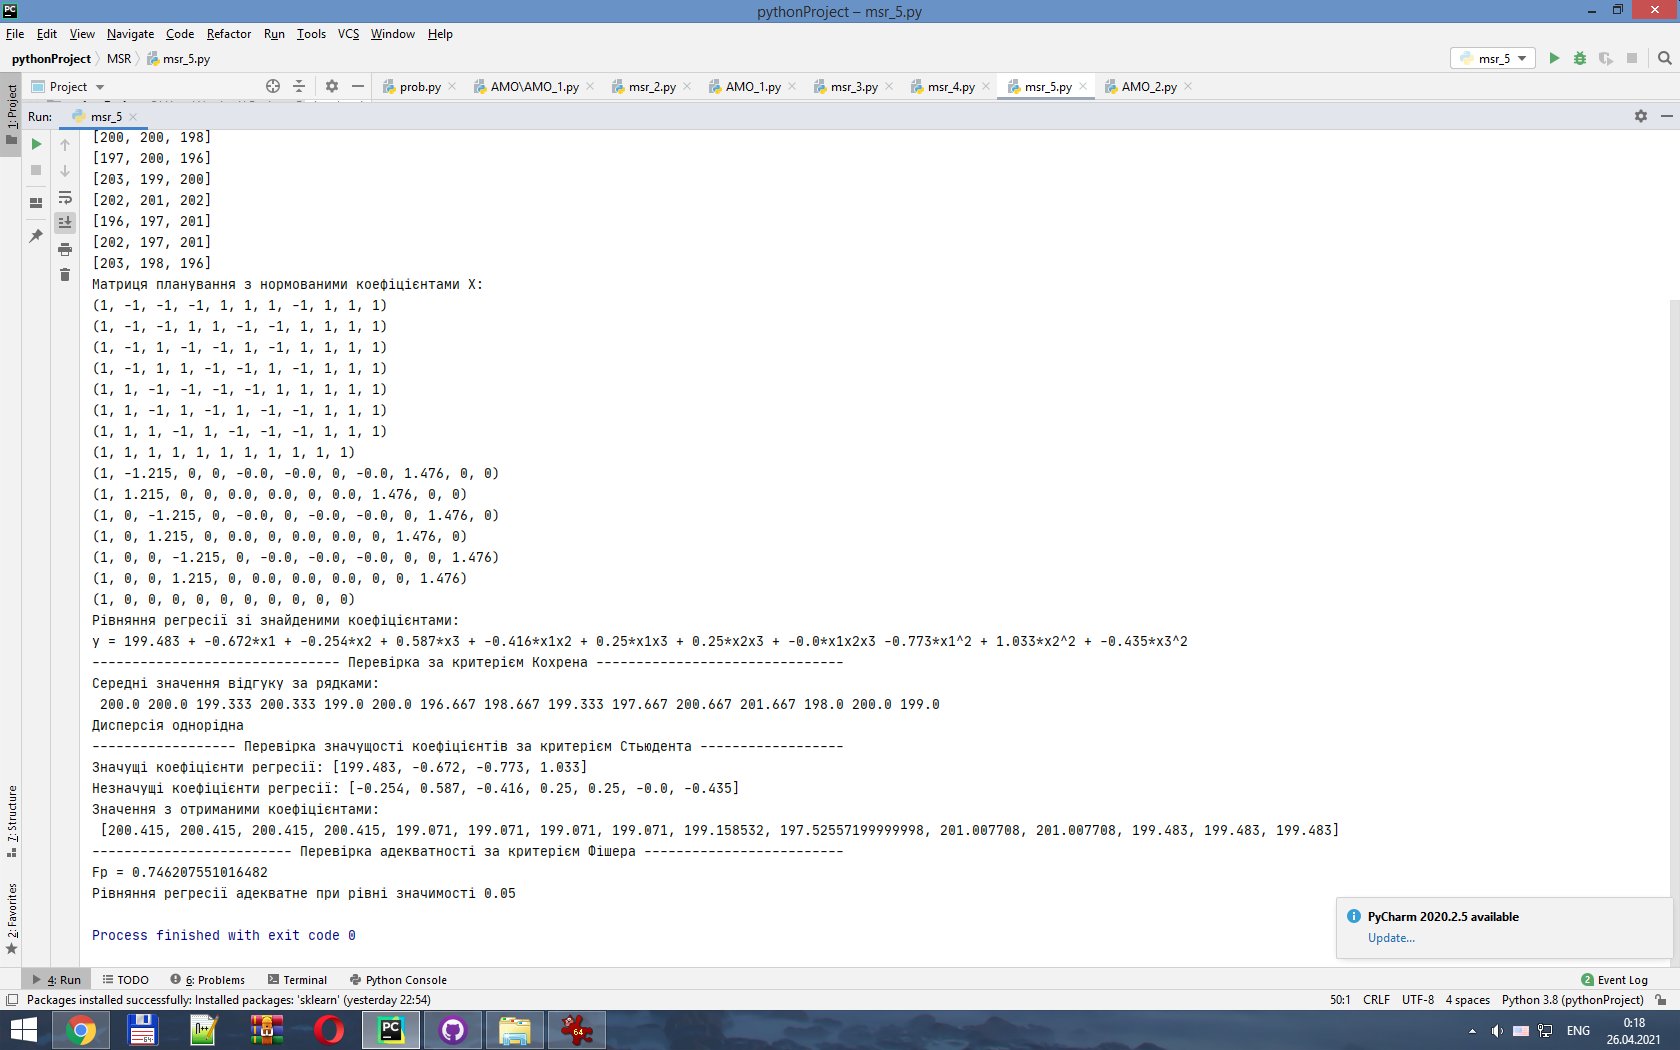 pythonProject – msr_5.py
File Edit View Navigate Code Refactor Run Tools VCS Window Help
pythonProject MSR msr_5.py
msr_5
Project
prob.py AMO\AMO_1.py msr_2.py AMO_1.py msr_3.py msr_4.py msr_5.py AMO_2.py
1: Project
Run: msr_5
[200, 200, 198]
[197, 200, 196]
[203, 199, 200]
[202, 201, 202]
[196, 197, 201]
[202, 197, 201]
[203, 198, 196]
Матриця планування з нормованими коефіцієнтами X:
(1, -1, -1, -1, 1, 1, 1, -1, 1, 1, 1)
(1, -1, -1, 1, 1, -1, -1, 1, 1, 1, 1)
(1, -1, 1, -1, -1, 1, -1, 1, 1, 1, 1)
(1, -1, 1, 1, -1, -1, 1, -1, 1, 1, 1)
(1, 1, -1, -1, -1, -1, 1, 1, 1, 1, 1)
(1, 1, -1, 1, -1, 1, -1, -1, 1, 1, 1)
(1, 1, 1, -1, 1, -1, -1, -1, 1, 1, 1)
(1, 1, 1, 1, 1, 1, 1, 1, 1, 1, 1)
(1, -1.215, 0, 0, -0.0, -0.0, 0, -0.0, 1.476, 0, 0)
(1, 1.215, 0, 0, 0.0, 0.0, 0, 0.0, 1.476, 0, 0)
(1, 0, -1.215, 0, -0.0, 0, -0.0, -0.0, 0, 1.476, 0)
(1, 0, 1.215, 0, 0.0, 0, 0.0, 0.0, 0, 1.476, 0)
(1, 0, 0, -1.215, 0, -0.0, -0.0, -0.0, 0, 0, 1.476)
(1, 0, 0, 1.215, 0, 0.0, 0.0, 0.0, 0, 0, 1.476)
(1, 0, 0, 0, 0, 0, 0, 0, 0, 0, 0)
Рівняння регресії зі знайденими коефіцієнтами:
y = 199.483 + -0.672*x1 + -0.254*x2 + 0.587*x3 + -0.416*x1x2 + 0.25*x1x3 + 0.25*x2x3 + -0.0*x1x2x3 -0.773*x1^2 + 1.033*x2^2 + -0.435*x3^2
------------------------------- Перевірка за критерієм Кохрена -------------------------------
Середні значення відгуку за рядками:
200.0 200.0 199.333 200.333 199.0 200.0 196.667 198.667 199.333 197.667 200.667 201.667 198.0 200.0 199.0
Дисперсія однорідна
------------------ Перевірка значущості коефіцієнтів за критерієм Стьюдента ------------------
Значущі коефіцієнти регресії: [199.483, -0.672, -0.773, 1.033]
Незначущі коефіцієнти регресії: [-0.254, 0.587, -0.416, 0.25, 0.25, -0.0, -0.435]
Значення з отриманими коефіцієнтами:
[200.415, 200.415, 200.415, 200.415, 199.071, 199.071, 199.071, 199.071, 199.158532, 197.52557199999998, 201.007708, 201.007708, 199.483, 199.483, 199.483]
------------------------- Перевірка адекватності за критерієм Фішера -------------------------
Fp = 0.746207551016482
Рівняння регресії адекватне при рівні значимості 0.05
Process finished with exit code 0
7: Structure
2: Favorites
PyCharm 2020.2.5 available
Update...
4: Run TODO 6: Problems Terminal Python Console
2 Event Log
Packages installed successfully: Installed packages: 'sklearn' (yesterday 22:54)
50:1 CRLF UTF-8 4 spaces Python 3.8 (pythonProject)
ENG
0:18
26.04.2021